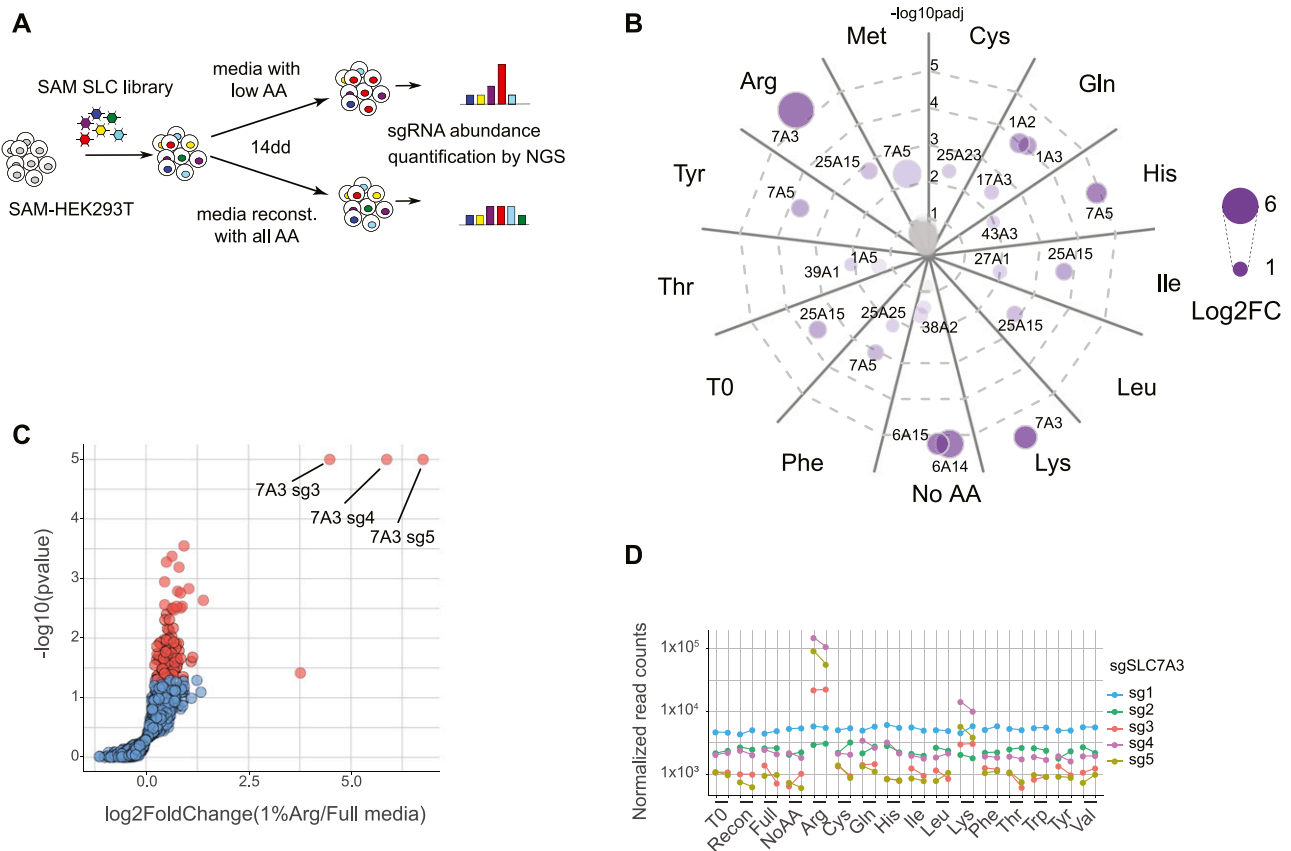 A
SAM SLC library
SAM-HEK293T
media with
low AA
14dd
media reconst.
with all AA
sgRNA abundance
quantification by NGS
B
-log10padj
Met
Cys
Arg
Gln
Tyr
His
Thr
Ile
T0
Leu
Phe
Lys
No AA
5
4
3
2
1
7A3
25A15
7A5
25A23
1A2
1A3
17A3
7A5
7A5
43A3
39A1
1A5
27A1
25A15
25A15
25A25
38A2
25A15
7A5
6A15
6A14
7A3
6
1
Log2FC
C
-log10(pvalue)
5
4
3
2
1
0
7A3 sg3
7A3 sg4
7A3 sg5
0.0
2.5
5.0
log2FoldChange(1%Arg/Full media)
D
Normalized read counts
1x10⁵
1x10⁴
1x10³
T0
Recon
Full
NoAA
Arg
Cys
Gln
His
Ile
Leu
Lys
Phe
Thr
Trp
Tyr
Val
sgSLC7A3
sg1
sg2
sg3
sg4
sg5